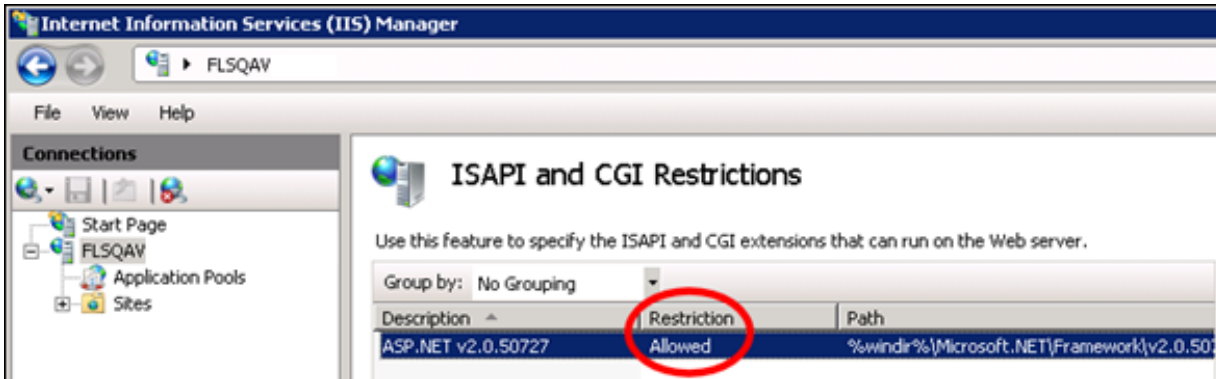 Internet Information Services (IIS) Manager
FLSQAV
File View Help
Connections
Start Page
FLSQAV
Application Pools
Sites
ISAPI and CGI Restrictions
Use this feature to specify the ISAPI and CGI extensions that can run on the Web server.
Group by: No Grouping
Description Restriction Path
ASP.NET v2.0.50727 Allowed %windir%\Microsoft.NET\Framework\v2.0.507